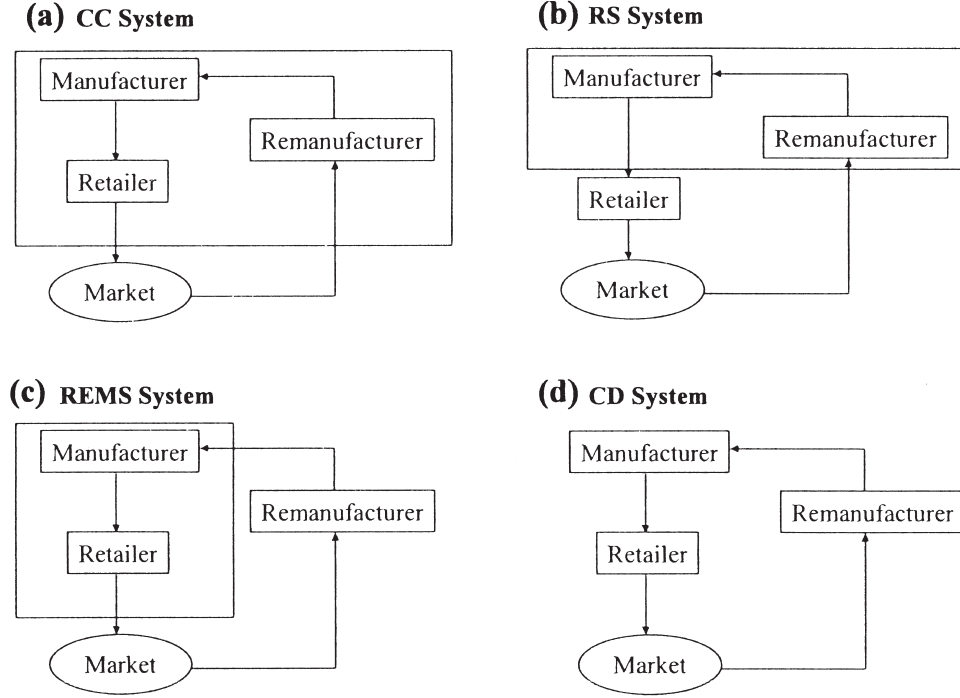 (a) CC System
Manufacturer
Remanufacturer
Retailer
Market
(b) RS System
Manufacturer
Remanufacturer
Retailer
Market
(c) REMS System
Manufacturer
Remanufacturer
Retailer
Market
(d) CD System
Manufacturer
Remanufacturer
Retailer
Market